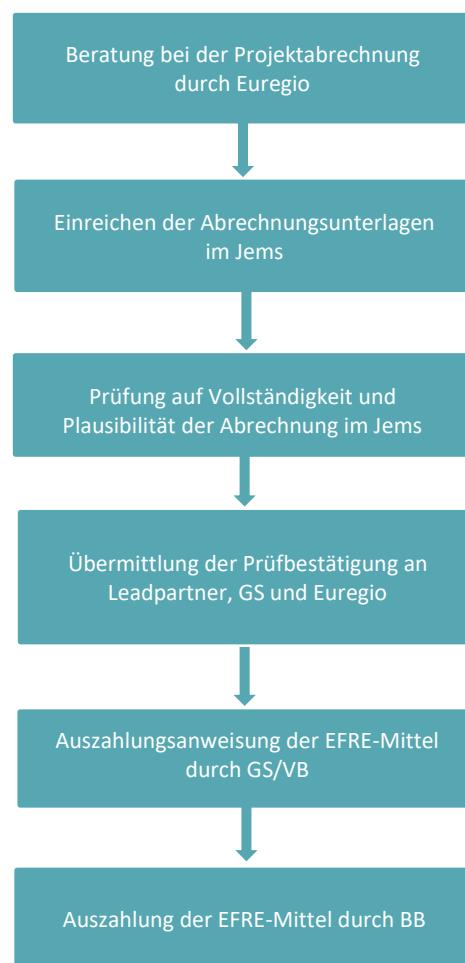 Beratung bei der Projektabrechnung
durch Euregio
Einreichen der Abrechnungsunterlagen
im Jems
Prüfung auf Vollständigkeit und
Plausibilität der Abrechnung im Jems
Übermittlung der Prüfbestätigung an
Leadpartner, GS und Euregio
Auszahlungsanweisung der EFRE-Mittel
durch GS/VB
Auszahlung der EFRE-Mittel durch BB